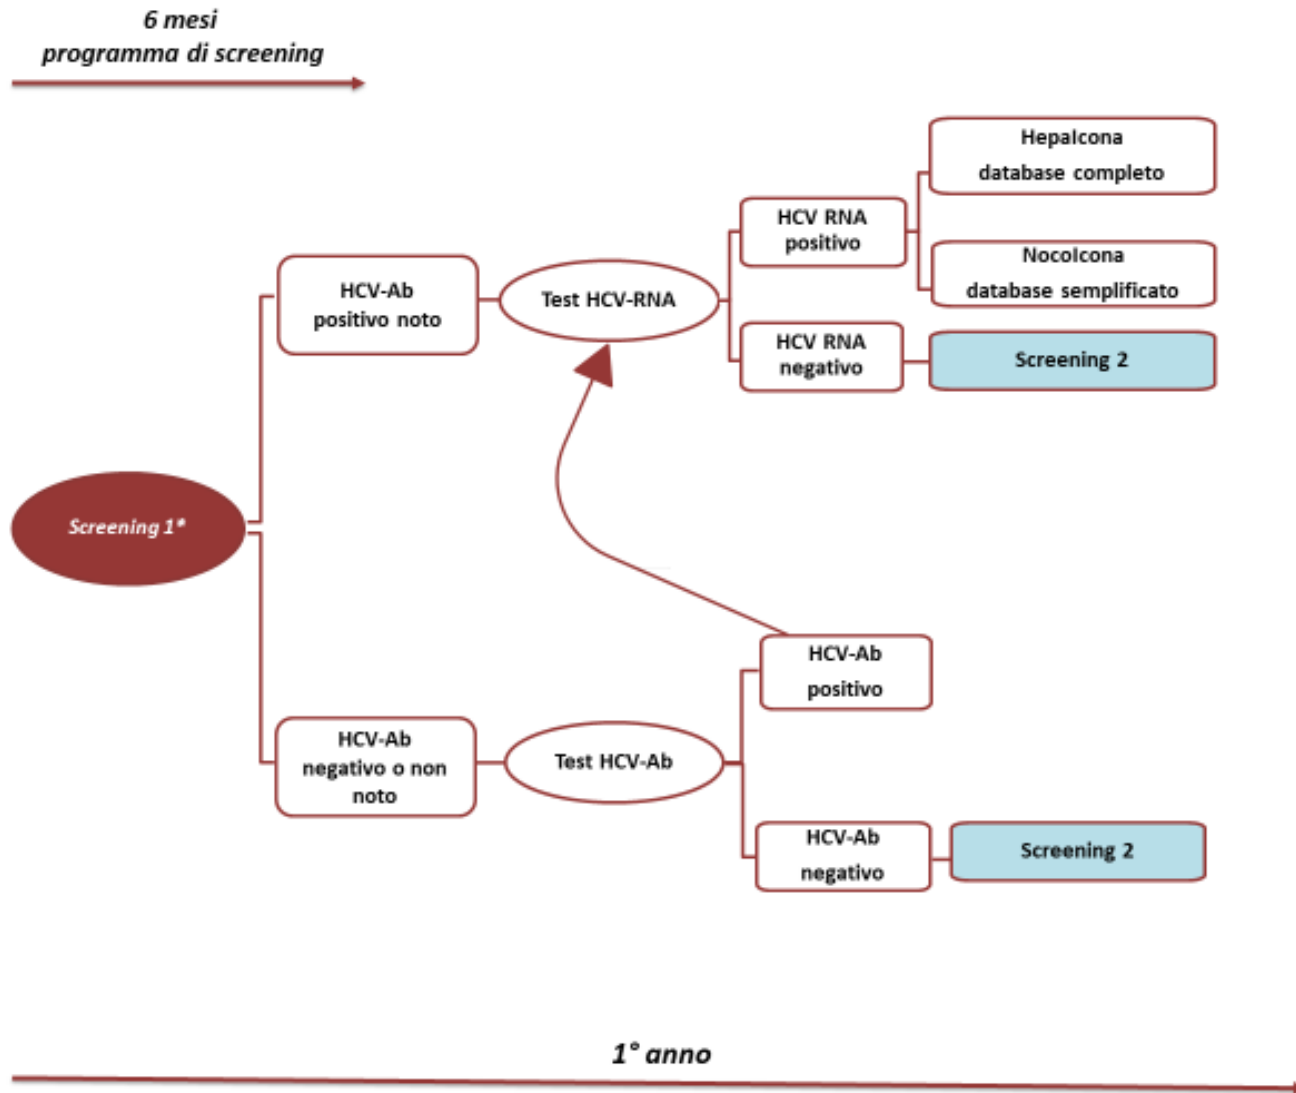 6 mesi
programma di screening
HepaIcona
database completo
HCV RNA
positivo
NocoIcona
database semplificato
HCV-Ab
positivo noto
Test HCV-RNA
HCV RNA
negativo
Screening 2
Screening 1*
HCV-Ab
positivo
HCV-Ab
negativo o non
noto
Test HCV-Ab
HCV-Ab
negativo
Screening 2
1° anno